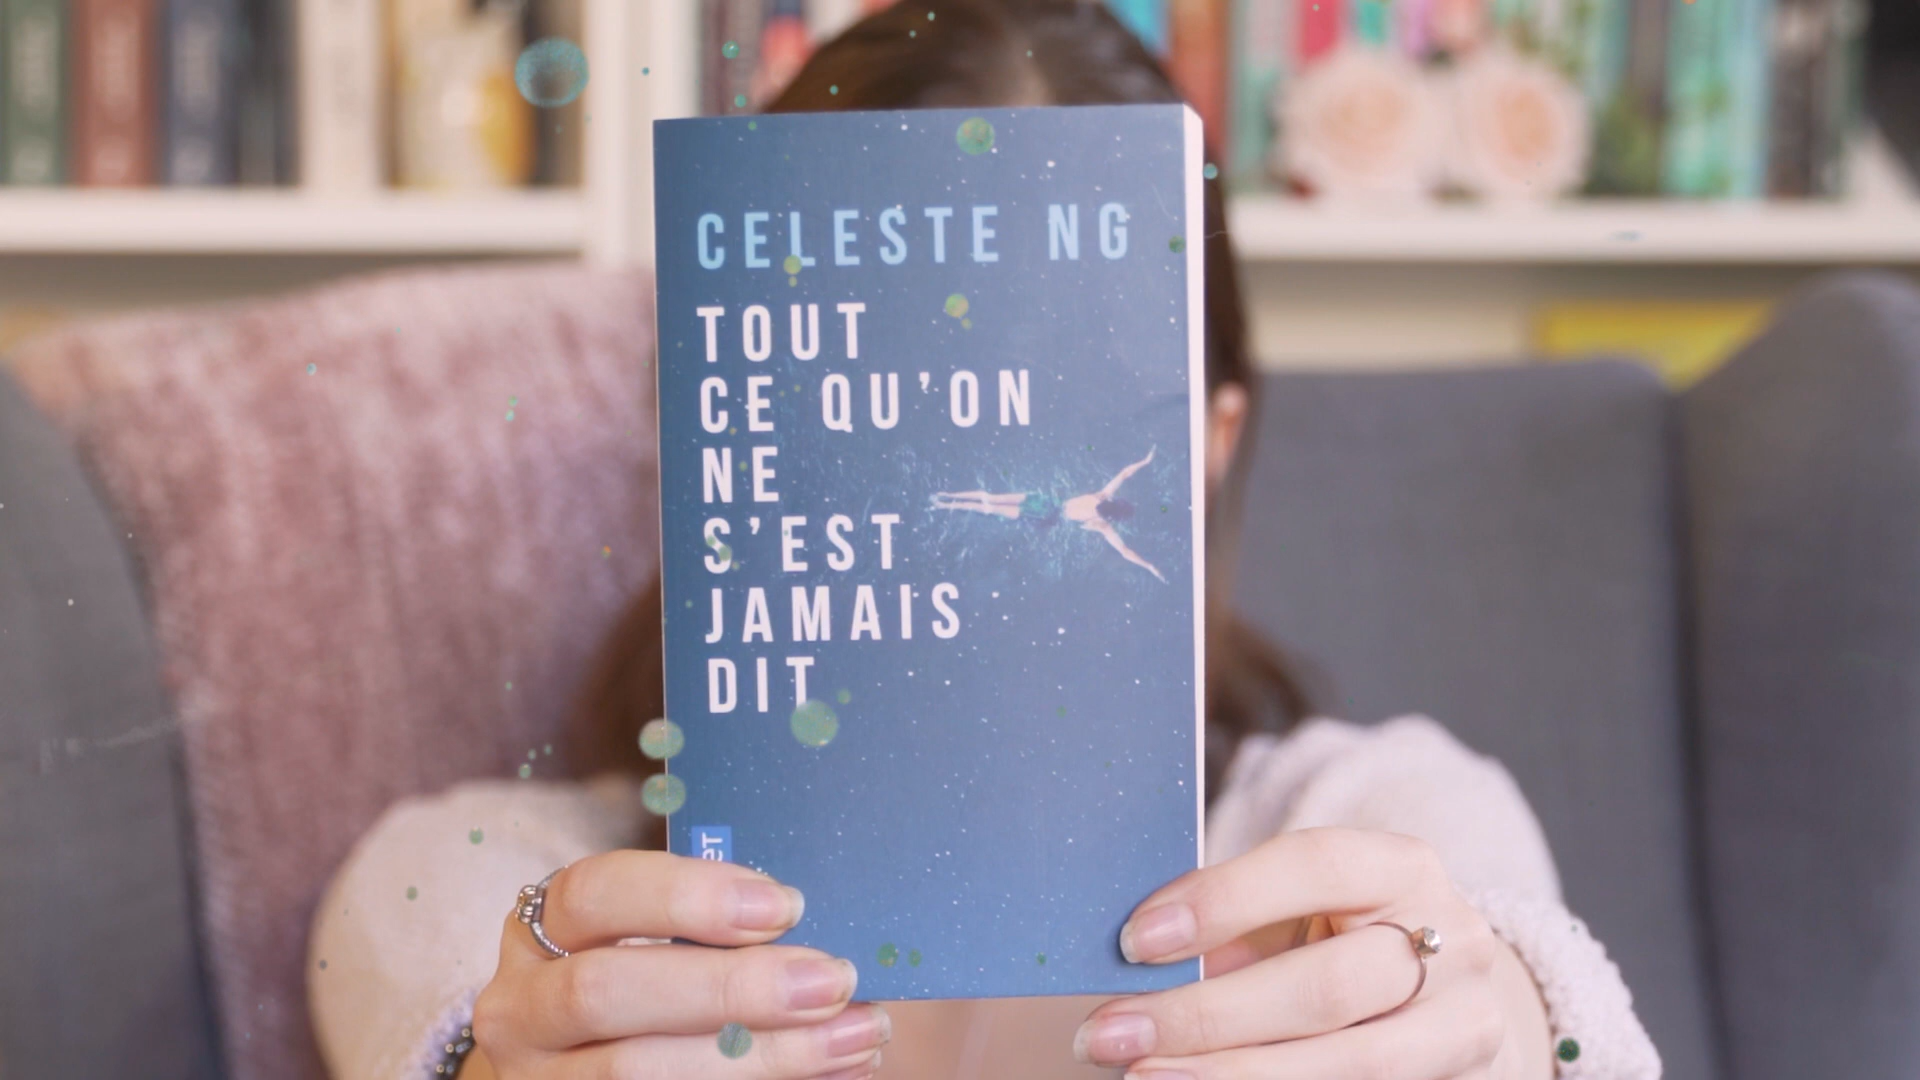 CELESTE NG
TOUT
CE QU'ON
NE
S'EST
JAMAIS
DIT